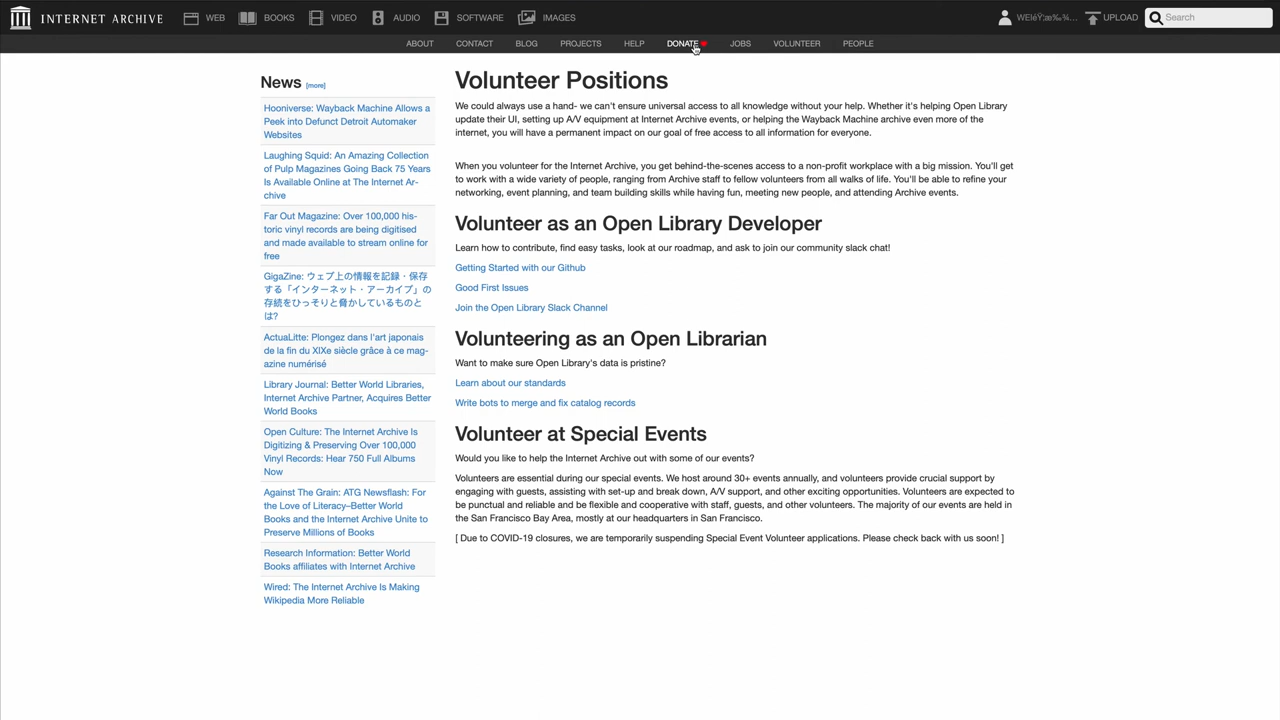 INTERNET ARCHIVE
WEB
BOOKS
VIDEO
AUDIO
SOFTWARE
IMAGES
UPLOAD
Search
ABOUT
CONTACT
BLOG
PROJECTS
HELP
DONATE
JOBS
VOLUNTEER
PEOPLE
News [more]
Hooniverse: Wayback Machine Allows a
Peek into Defunct Detroit Automaker
Websites
Laughing Squid: An Amazing Collection
of Pulp Magazines Going Back 75 Years
Is Available Online at The Internet Ar-
chive
Far Out Magazine: Over 100,000 his-
toric vinyl records are being digitised
and made available to stream online for
free
GigaZine: ウェブ上の情報を記録・保存
する「インターネット・アーカイブ」の
存続をひっそりと脅かしているものと
は?
ActuaLitte: Plongez dans l'art japonais
de la fin du XIXe siècle grâce à ce mag-
azine numérisé
Library Journal: Better World Libraries,
Internet Archive Partner, Acquires Better
World Books
Open Culture: The Internet Archive Is
Digitizing & Preserving Over 100,000
Vinyl Records: Hear 750 Full Albums
Now
Against The Grain: ATG Newsflash: For
the Love of Literacy–Better World
Books and the Internet Archive Unite to
Preserve Millions of Books
Research Information: Better World
Books affiliates with Internet Archive
Wired: The Internet Archive Is Making
Wikipedia More Reliable
Volunteer Positions
We could always use a hand- we can't ensure universal access to all knowledge without your help. Whether it's helping Open Library
update their UI, setting up A/V equipment at Internet Archive events, or helping the Wayback Machine archive even more of the
internet, you will have a permanent impact on our goal of free access to all information for everyone.
When you volunteer for the Internet Archive, you get behind-the-scenes access to a non-profit workplace with a big mission. You'll get
to work with a wide variety of people, ranging from Archive staff to fellow volunteers from all walks of life. You'll be able to refine your
networking, event planning, and team building skills while having fun, meeting new people, and attending Archive events.
Volunteer as an Open Library Developer
Learn how to contribute, find easy tasks, look at our roadmap, and ask to join our community slack chat!
Getting Started with our Github
Good First Issues
Join the Open Library Slack Channel
Volunteering as an Open Librarian
Want to make sure Open Library's data is pristine?
Learn about our standards
Write bots to merge and fix catalog records
Volunteer at Special Events
Would you like to help the Internet Archive out with some of our events?
Volunteers are essential during our special events. We host around 30+ events annually, and volunteers provide crucial support by
engaging with guests, assisting with set-up and break down, A/V support, and other exciting opportunities. Volunteers are expected to
be punctual and reliable and be flexible and cooperative with staff, guests, and other volunteers. The majority of our events are held in
the San Francisco Bay Area, mostly at our headquarters in San Francisco.
[ Due to COVID-19 closures, we are temporarily suspending Special Event Volunteer applications. Please check back with us soon! ]